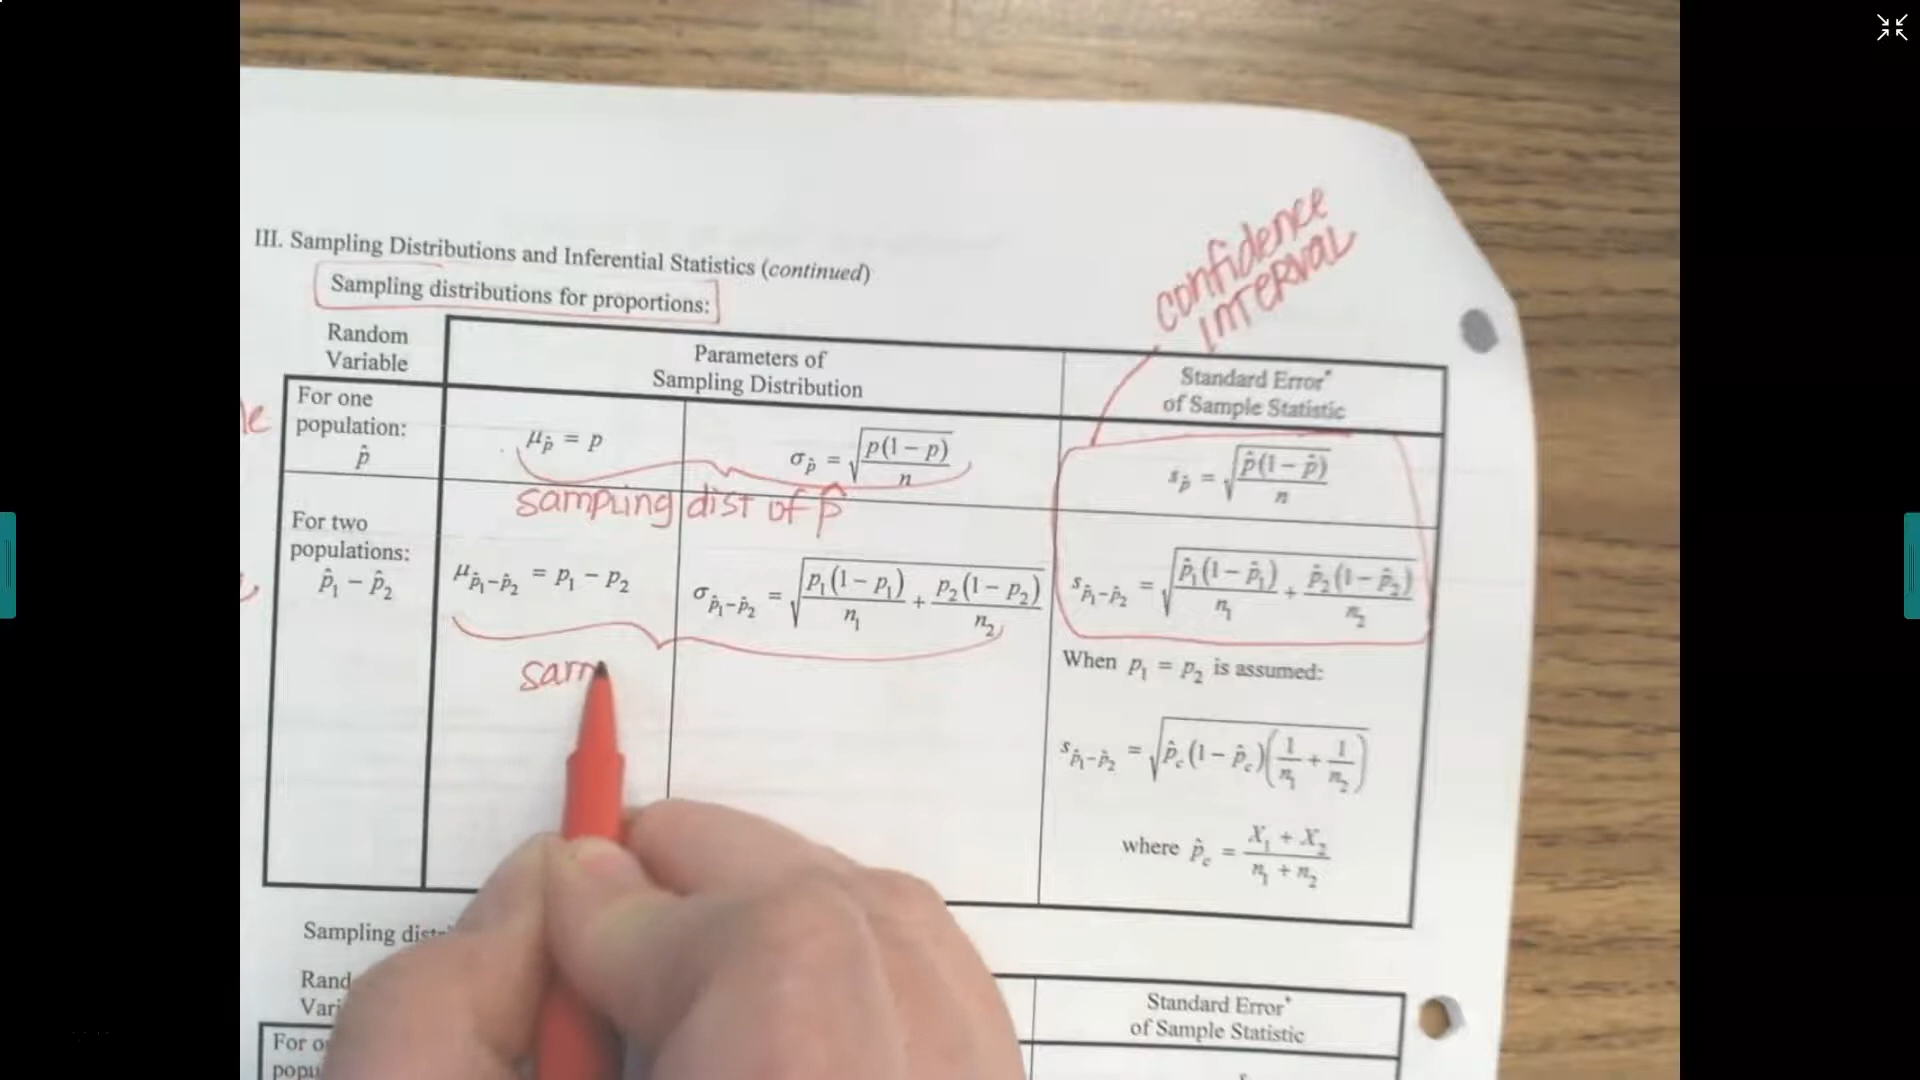 confidence
interval
III. Sampling Distributions and Inferential Statistics (continued)
Sampling distributions for proportions:
Random
Variable
Parameters of
Sampling Distribution
Standard Error*
of Sample Statistic
For one
population:
p̂
μ_p̂ = p
σ_p̂ = √(p(1 − p)/n)
s_p̂ = √(p̂(1 − p̂)/n)
sampling dist of p̂
For two
populations:
p̂₁ − p̂₂
μ_p̂₁−p̂₂ = p₁ − p₂
σ_p̂₁−p̂₂ = √(p₁(1 − p₁)/n₁ + p₂(1 − p₂)/n₂)
s_p̂₁−p̂₂ = √(p̂₁(1 − p̂₁)/n₁ + p̂₂(1 − p̂₂)/n₂)
sam
When p₁ = p₂ is assumed:
s_p̂₁−p̂₂ = √(p̂_c(1 − p̂_c)(1/n₁ + 1/n₂))
where p̂_c = (X₁ + X₂)/(n₁ + n₂)
Sampling
Standard Error*
of Sample Statistic